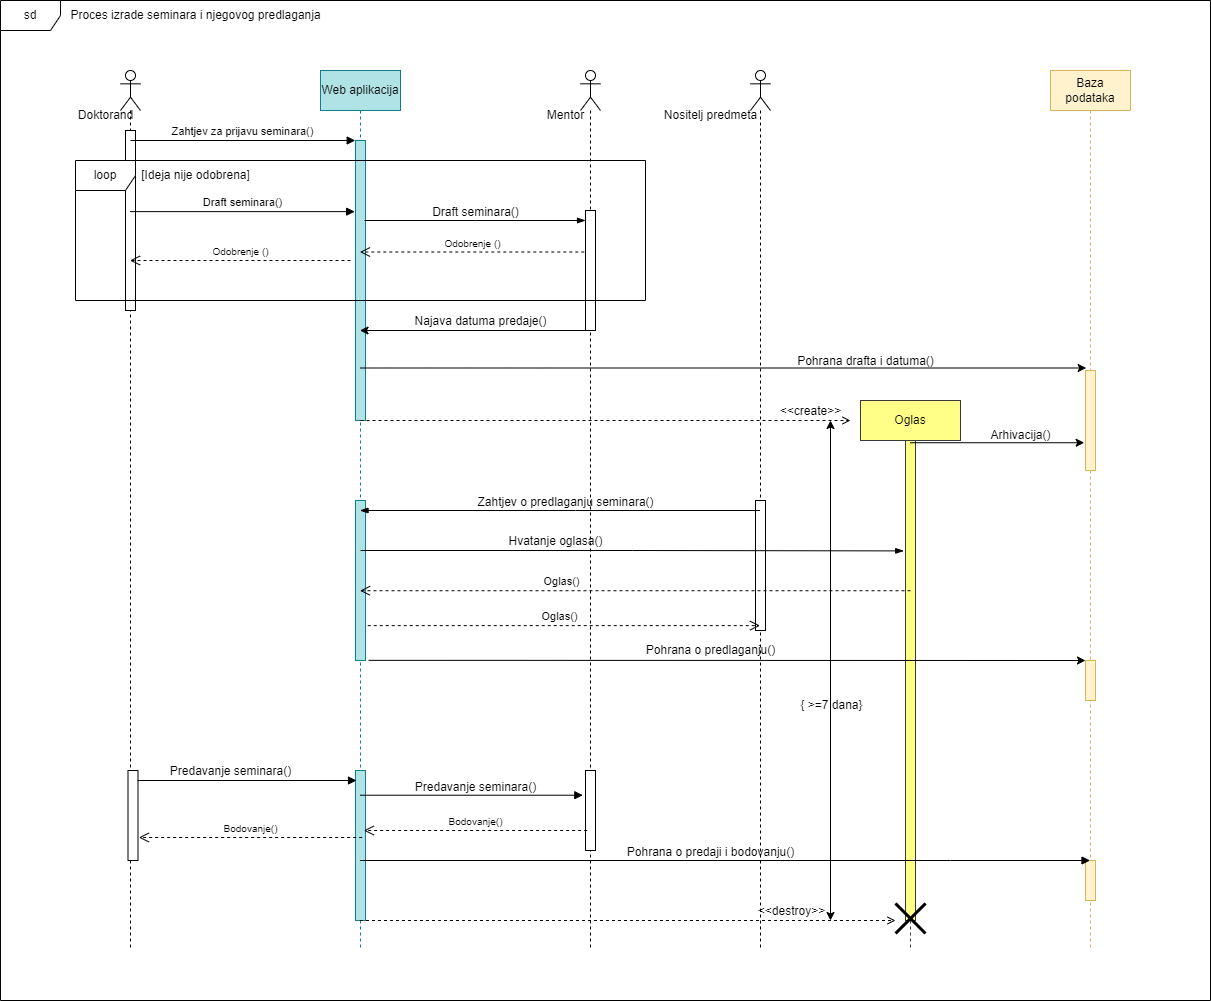 sd
Proces izrade seminara i njegovog predlaganja
Doktorand
Web aplikacija
Mentor
Nositelj predmeta
Baza
podataka
Zahtjev za prijavu seminara()
loop
[Ideja nije odobrena]
Draft seminara()
Draft seminara()
Odobrenje ()
Odobrenje ()
Najava datuma predaje()
Pohrana drafta i datuma()
<<create>>
Oglas
Arhivacija()
Zahtjev o predlaganju seminara()
Hvatanje oglasa()
Oglas()
Oglas()
Pohrana o predlaganju()
{ >=7 dana}
Predavanje seminara()
Predavanje seminara()
Bodovanje()
Bodovanje()
Pohrana o predaji i bodovanju()
<<destroy>>